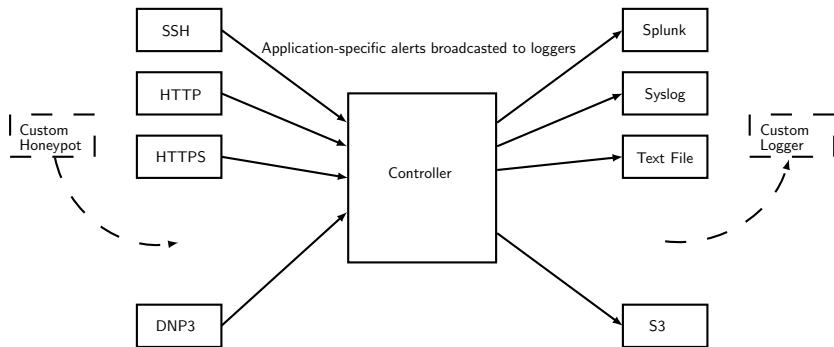 SSH
Splunk
Application-specific alerts broadcasted to loggers
HTTP
Syslog
Custom
Honeypot
Custom
Logger
HTTPS
Text File
Controller
DNP3
S3